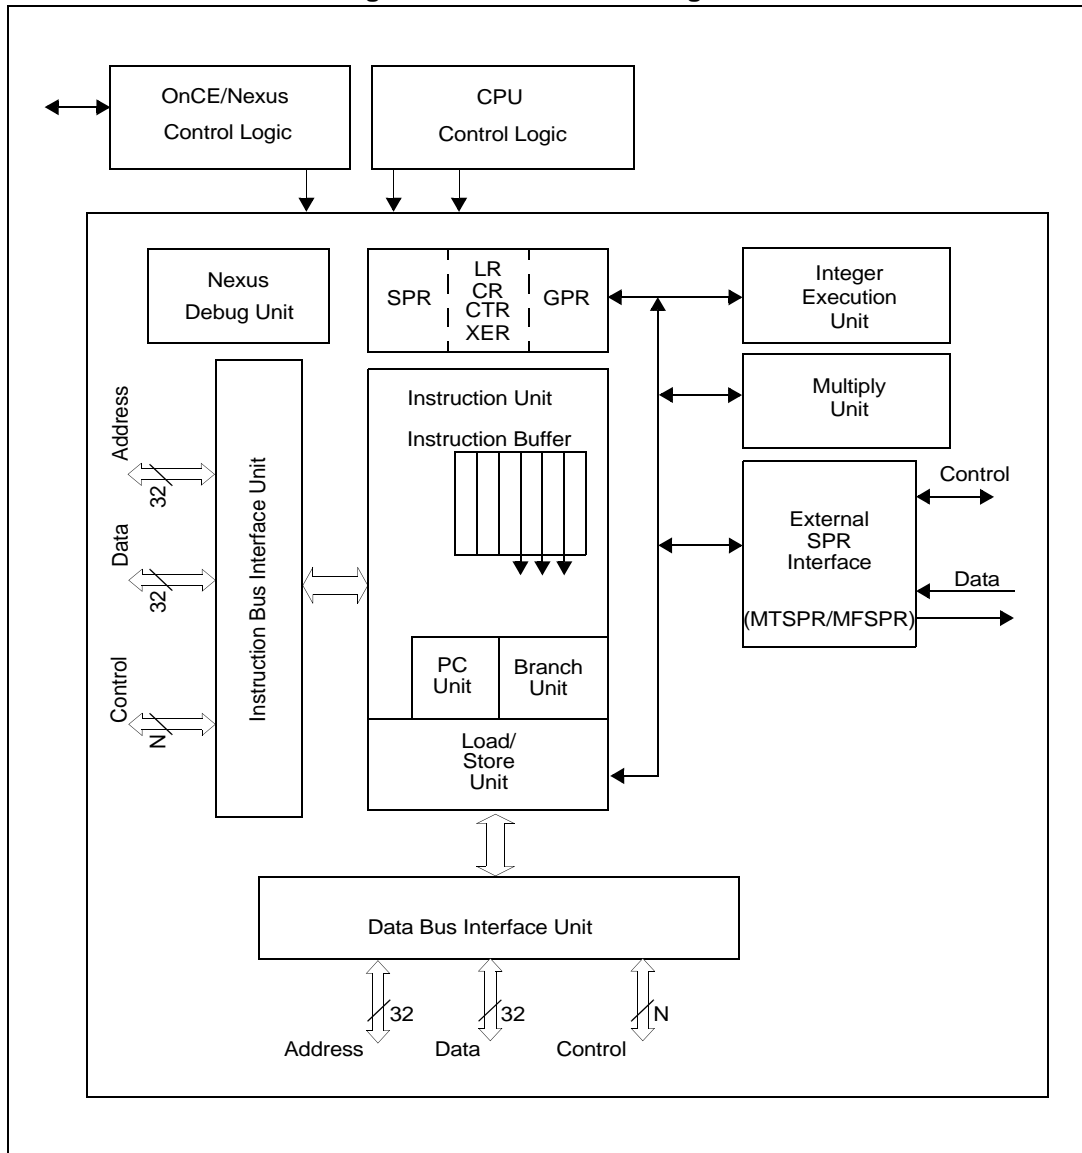 OnCE/Nexus
Control Logic
CPU
Control Logic
Nexus
Debug Unit
SPR
LR
CR
CTR
XER
GPR
Integer
Execution
Unit
Multiply
Unit
External
SPR
Interface
(MTSPR/MFSPR)
Control
Data
Address
32
Data
32
Control
N
Instruction Bus Interface Unit
Instruction Unit
Instruction Buffer
PC
Unit
Branch
Unit
Load/
Store
Unit
Data Bus Interface Unit
32
32
N
Address
Data
Control